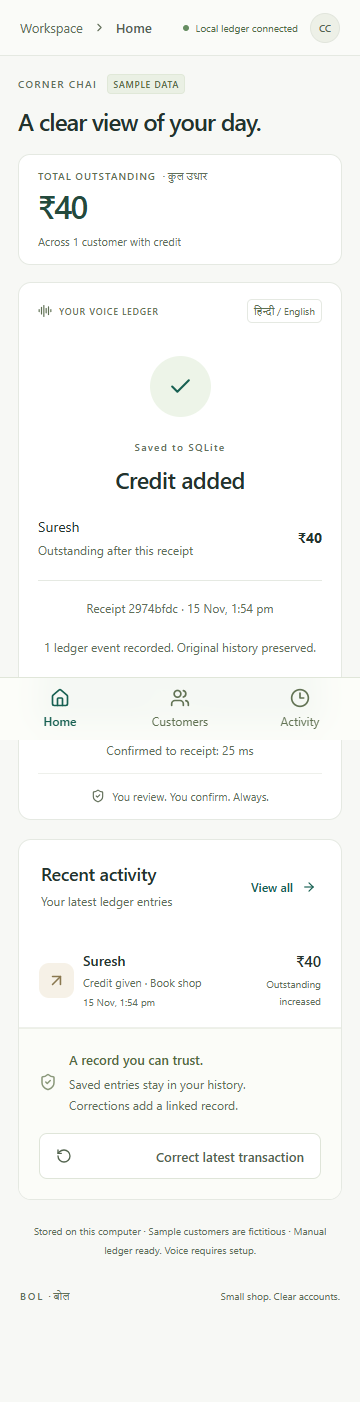 Workspace > Home
Local ledger connected
CC
CORNER CHAI
SAMPLE DATA
A clear view of your day.
TOTAL OUTSTANDING · कुल उधार
₹40
Across 1 customer with credit
YOUR VOICE LEDGER
हिन्दी / English
Saved to SQLite
Credit added
Suresh
₹40
Outstanding after this receipt
Receipt 2974bfdc · 15 Nov, 1:54 pm
1 ledger event recorded. Original history preserved.
Home
Customers
Activity
Confirmed to receipt: 25 ms
You review. You confirm. Always.
Recent activity
View all
Your latest ledger entries
Suresh
₹40
Credit given · Book shop
Outstanding
increased
15 Nov, 1:54 pm
A record you can trust.
Saved entries stay in your history.
Corrections add a linked record.
Correct latest transaction
Stored on this computer · Sample customers are fictitious · Manual
ledger ready. Voice requires setup.
BOL · बोल
Small shop. Clear accounts.